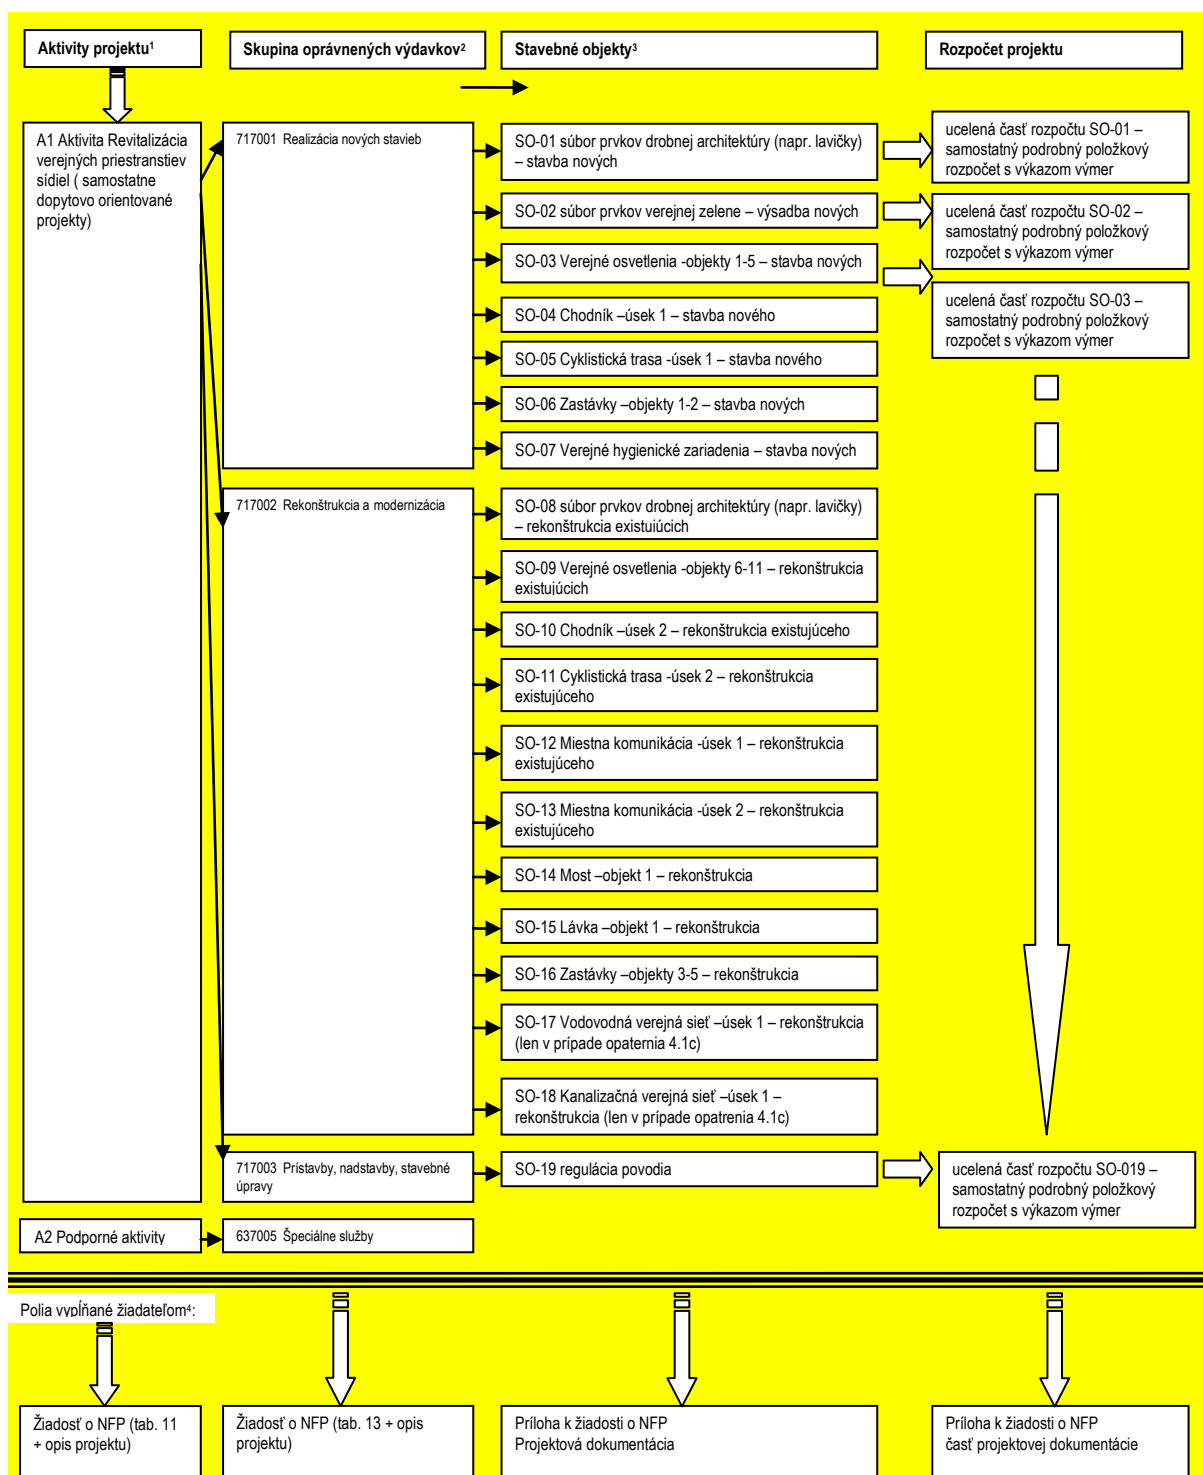 Aktivity projektu¹
Skupina oprávnených výdavkov²
Stavebné objekty³
Rozpočet projektu
A1 Aktivita Revitalizácia
verejných priestranstiev
sídiel ( samostatne
dopytovo orientované
projekty)
717001 Realizácia nových stavieb
SO-01 súbor prvkov drobnej architektúry (napr. lavičky)
– stavba nových
SO-02 súbor prvkov verejnej zelene – výsadba nových
SO-03 Verejné osvetlenia -objekty 1-5 – stavba nových
SO-04 Chodník –úsek 1 – stavba nového
SO-05 Cyklistická trasa -úsek 1 – stavba nového
SO-06 Zastávky –objekty 1-2 – stavba nových
SO-07 Verejné hygienické zariadenia – stavba nových
ucelená časť rozpočtu SO-01 –
samostatný podrobný položkový
rozpočet s výkazom výmer
ucelená časť rozpočtu SO-02 –
samostatný podrobný položkový
rozpočet s výkazom výmer
ucelená časť rozpočtu SO-03 –
samostatný podrobný položkový
rozpočet s výkazom výmer
717002 Rekonštrukcia a modernizácia
SO-08 súbor prvkov drobnej architektúry (napr. lavičky)
– rekonštrukcia existujúcich
SO-09 Verejné osvetlenia -objekty 6-11 – rekonštrukcia
existujúcich
SO-10 Chodník –úsek 2 – rekonštrukcia existujúceho
SO-11 Cyklistická trasa -úsek 2 – rekonštrukcia
existujúceho
SO-12 Miestna komunikácia -úsek 1 – rekonštrukcia
existujúceho
SO-13 Miestna komunikácia -úsek 2 – rekonštrukcia
existujúceho
SO-14 Most –objekt 1 – rekonštrukcia
SO-15 Lávka –objekt 1 – rekonštrukcia
SO-16 Zastávky –objekty 3-5 – rekonštrukcia
SO-17 Vodovodná verejná sieť –úsek 1 – rekonštrukcia
(len v prípade opaternia 4.1c)
SO-18 Kanalizačná verejná sieť –úsek 1 –
rekonštrukcia (len v prípade opatrenia 4.1c)
717003 Prístavby, nadstavby, stavebné
úpravy
SO-19 regulácia povodia
ucelená časť rozpočtu SO-019 –
samostatný podrobný položkový
rozpočet s výkazom výmer
A2 Podporné aktivity
637005 Špeciálne služby
Polia vypĺňané žiadateľom⁴:
Žiadosť o NFP (tab. 11
+ opis projektu)
Žiadosť o NFP (tab. 13 + opis
projektu)
Príloha k žiadosti o NFP
Projektová dokumentácia
Príloha k žiadosti o NFP
časť projektovej dokumentácie